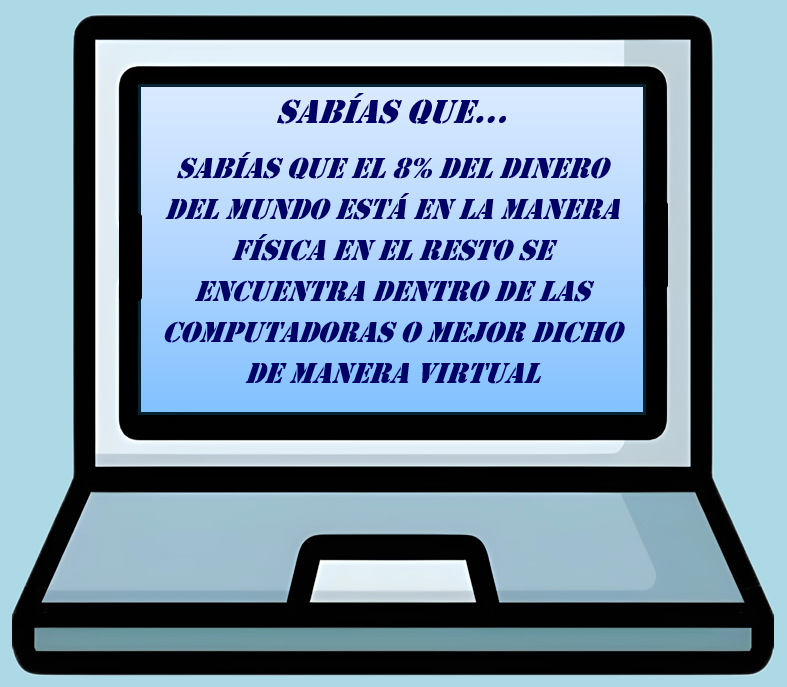 SABÍAS QUE...
SABÍAS QUE EL 8% DEL DINERO
DEL MUNDO ESTÁ EN LA MANERA
FÍSICA EN EL RESTO SE
ENCUENTRA DENTRO DE LAS
COMPUTADORAS O MEJOR DICHO
DE MANERA VIRTUAL